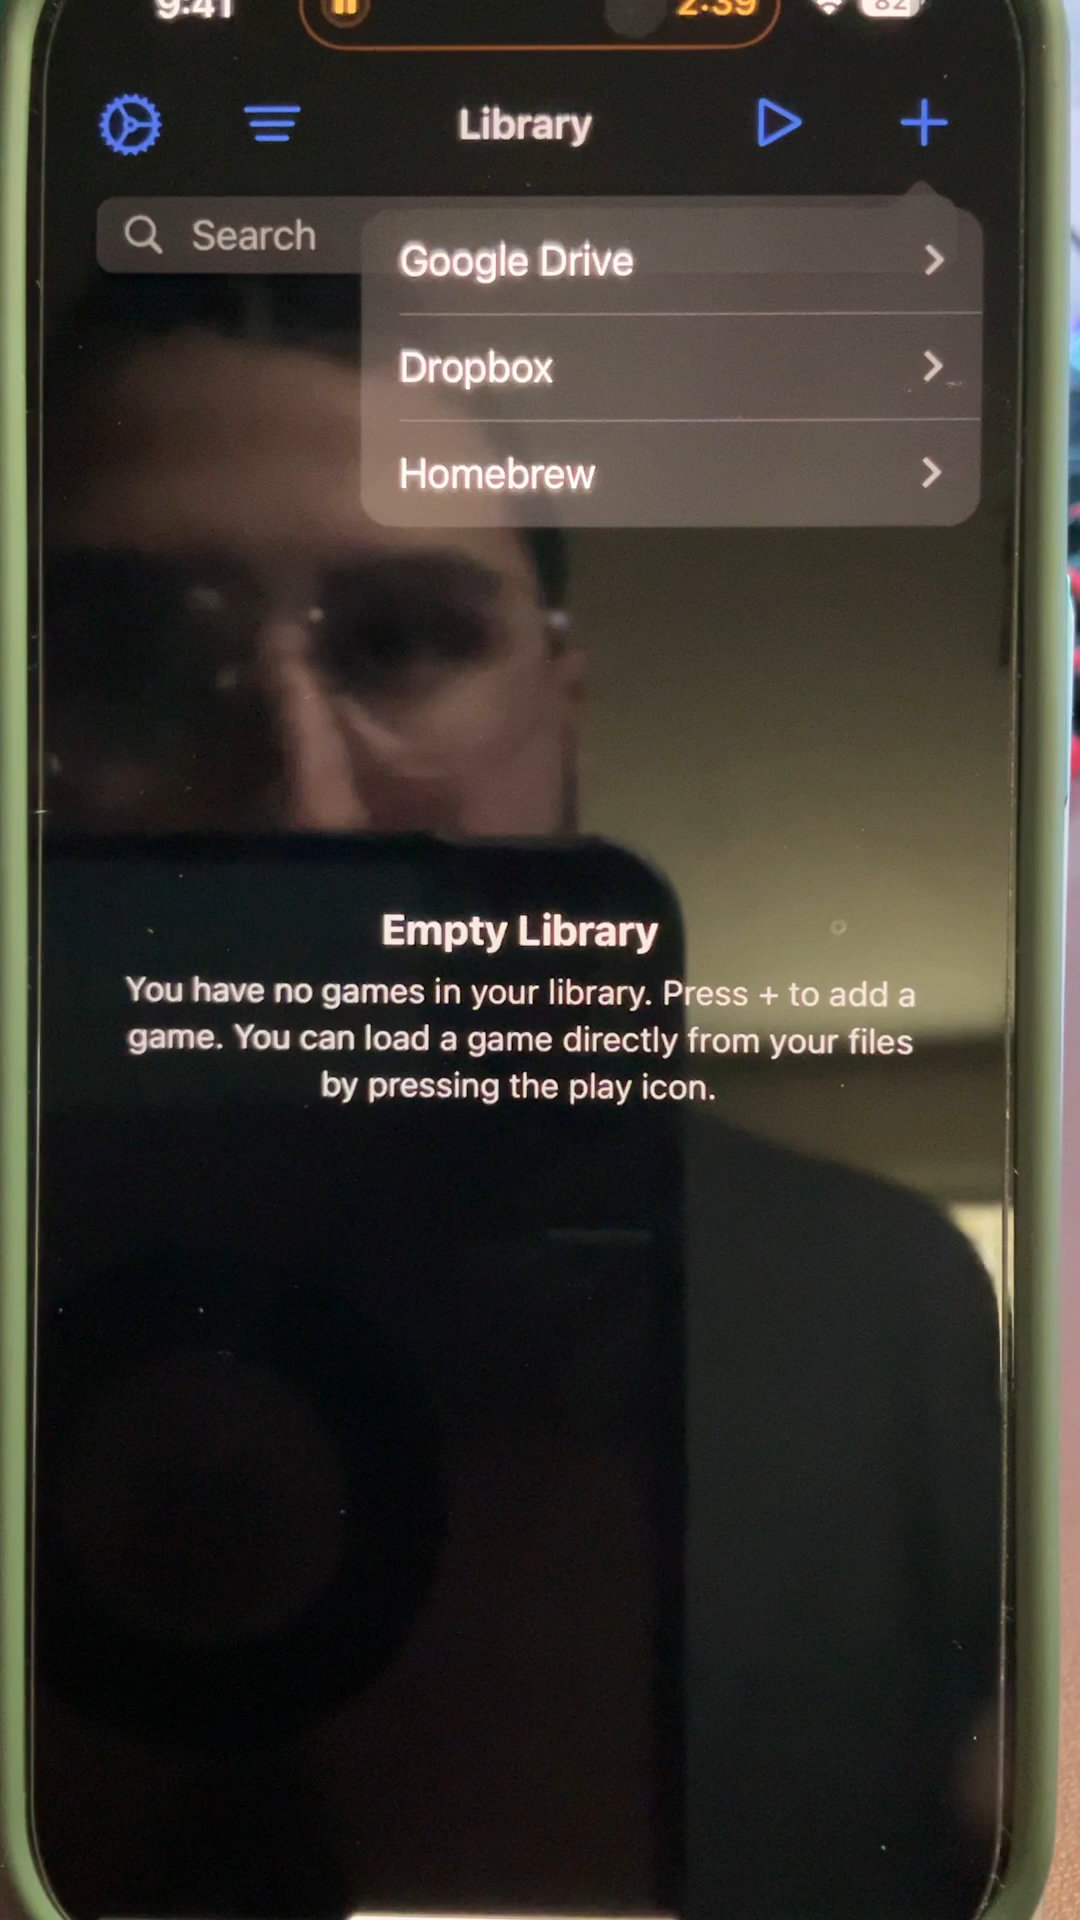 9:41
2:39
82
Library
Search
Google Drive
Dropbox
Homebrew
Empty Library
You have no games in your library. Press + to add a
game. You can load a game directly from your files
by pressing the play icon.